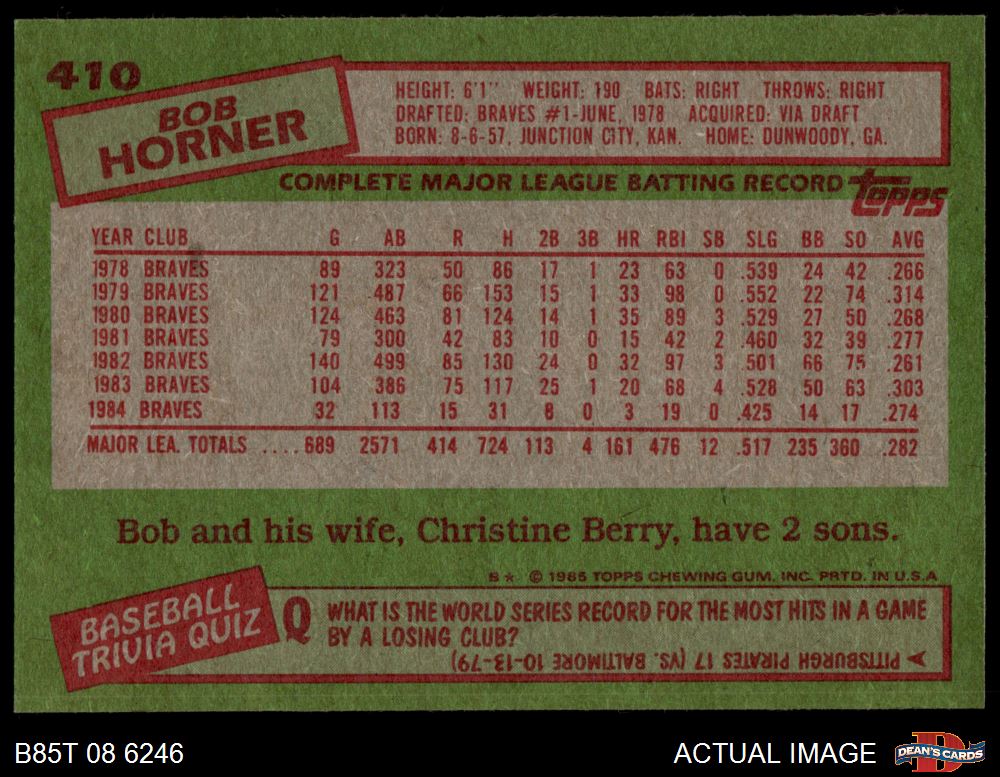 410
BOB
HORNER
HEIGHT: 6'1" WEIGHT: 190 BATS: RIGHT THROWS: RIGHT
DRAFTED: BRAVES #1-JUNE, 1978 ACQUIRED: VIA DRAFT
BORN: 8-6-57, JUNCTION CITY, KAN. HOME: DUNWOODY, GA.
COMPLETE MAJOR LEAGUE BATTING RECORD topps
YEAR CLUB G AB R H 2B 3B HR RBI SB SLG BB SO AVG
1978 BRAVES 89 323 50 86 17 1 23 63 0 .539 24 42 .266
1979 BRAVES 121 487 66 153 15 1 33 98 0 .552 22 74 .314
1980 BRAVES 124 463 81 124 14 1 35 89 3 .529 27 50 .268
1981 BRAVES 79 300 42 83 10 0 15 42 2 .460 32 39 .277
1982 BRAVES 140 499 85 130 24 0 32 97 3 .501 66 75 .261
1983 BRAVES 104 386 75 117 25 1 20 68 4 .528 50 63 .303
1984 BRAVES 32 113 15 31 8 0 3 19 0 .425 14 17 .274
MAJOR LEA. TOTALS .... 689 2571 414 724 113 4 161 476 12 .517 235 360 .282
Bob and his wife, Christine Berry, have 2 sons.
B* © 1985 TOPPS CHEWING GUM, INC. PRTD. IN U.S.A
BASEBALL
TRIVIA QUIZ
Q WHAT IS THE WORLD SERIES RECORD FOR THE MOST HITS IN A GAME
BY A LOSING CLUB?
PITTSBURGH PIRATES 17 (VS. BALTIMORE 10-13-79)
B85T 08 6246
ACTUAL IMAGE
D
DEAN'S CARDS